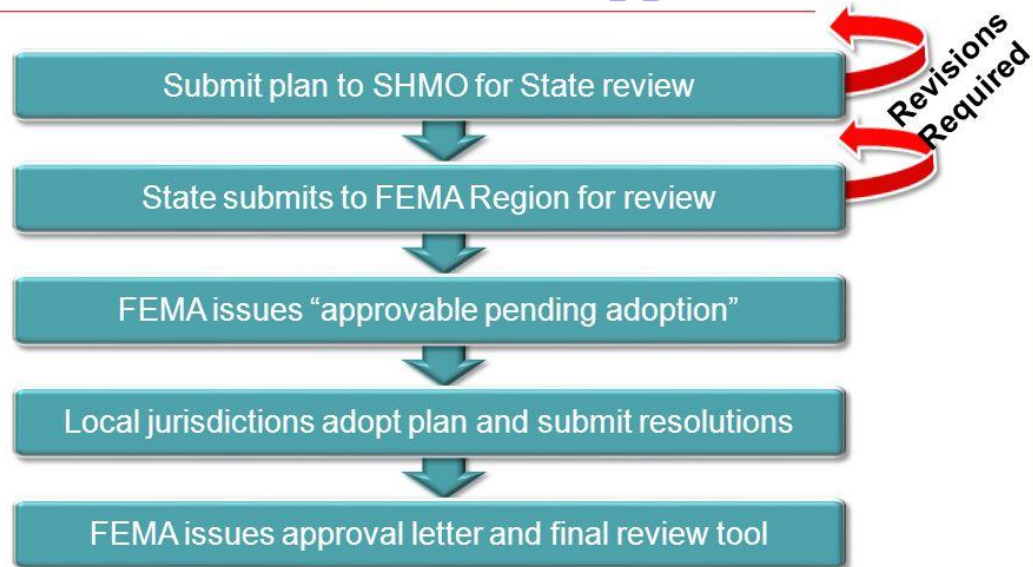 Submit plan to SHMO for State review
Revisions
Required
State submits to FEMA Region for review
FEMA issues “approvable pending adoption”
Local jurisdictions adopt plan and submit resolutions
FEMA issues approval letter and final review tool